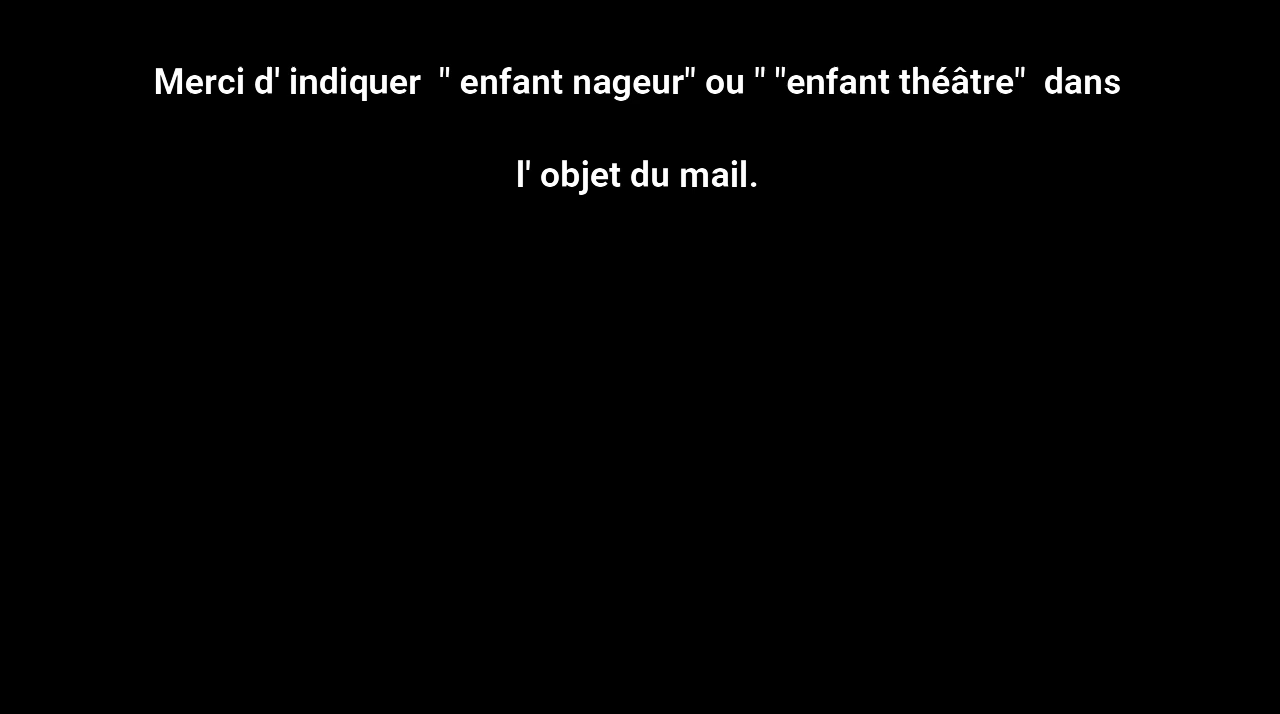 Merci d' indiquer  " enfant nageur" ou " "enfant théâtre"  dans
l' objet du mail.